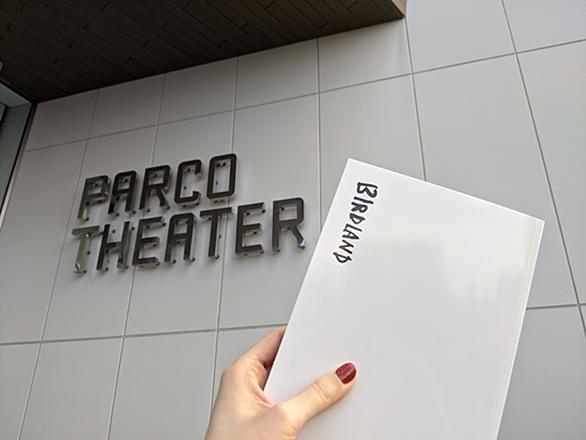 PARCO
THEATER
BIRDLAND